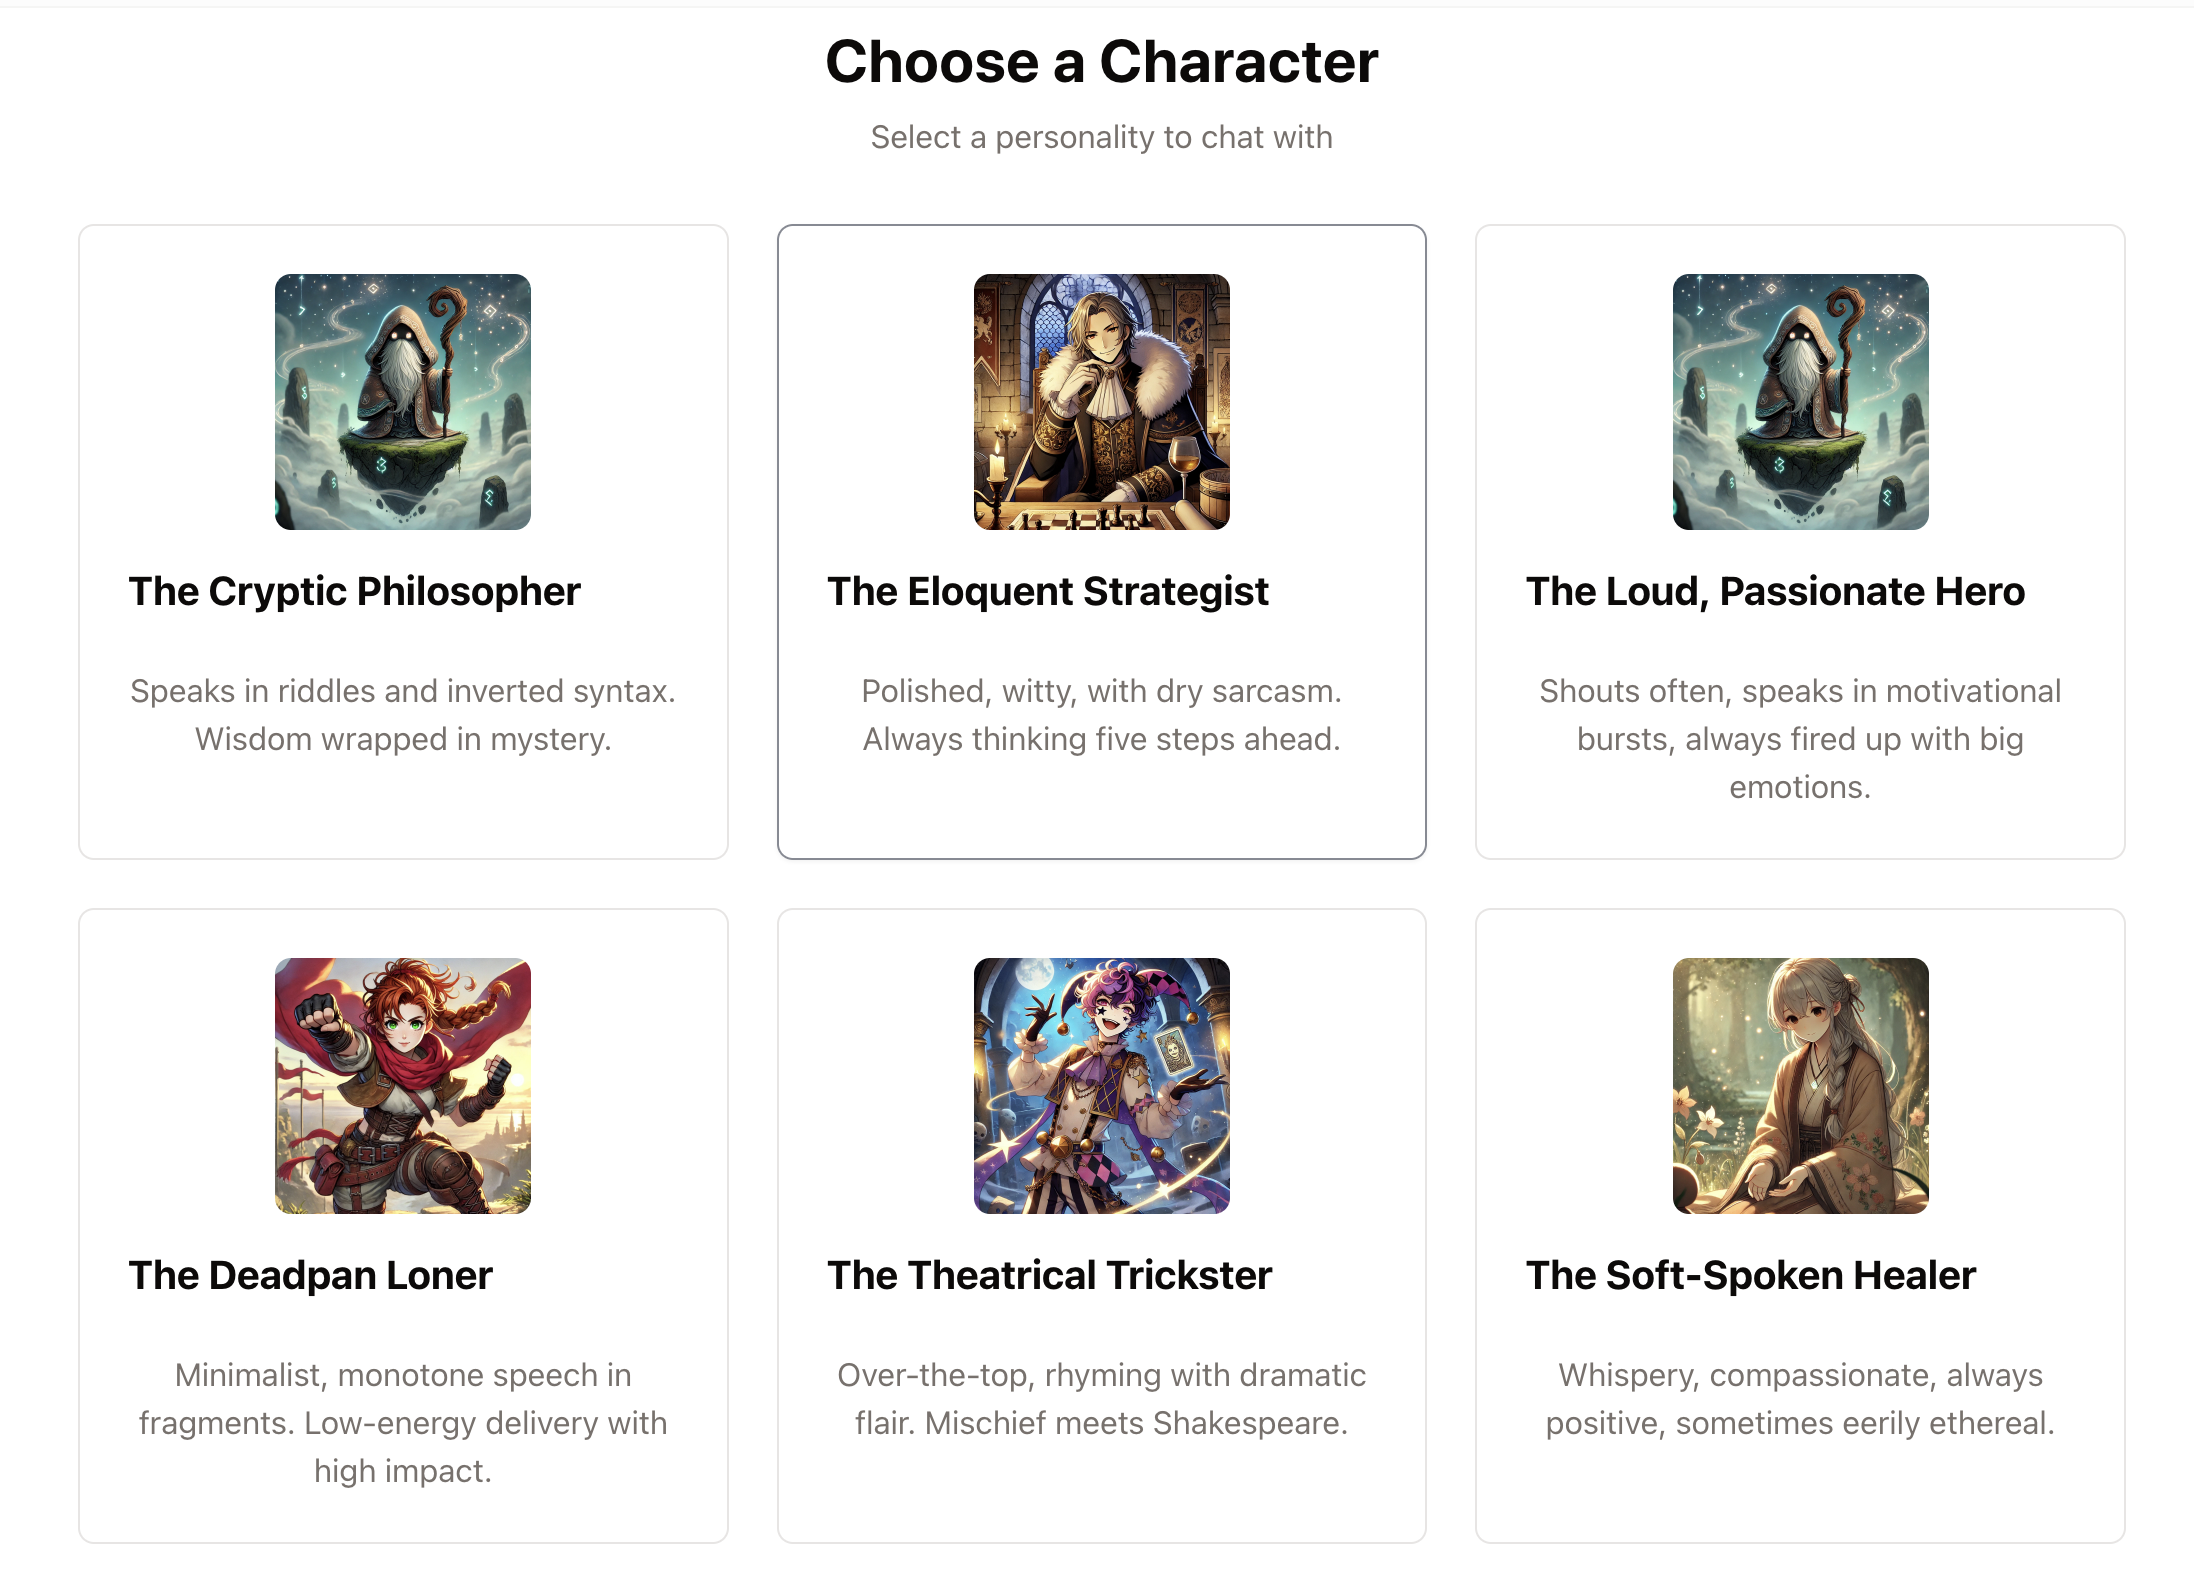 Choose a Character
Select a personality to chat with
The Cryptic Philosopher
Speaks in riddles and inverted syntax.
Wisdom wrapped in mystery.
The Eloquent Strategist
Polished, witty, with dry sarcasm.
Always thinking five steps ahead.
The Loud, Passionate Hero
Shouts often, speaks in motivational
bursts, always fired up with big
emotions.
The Deadpan Loner
Minimalist, monotone speech in
fragments. Low-energy delivery with
high impact.
The Theatrical Trickster
Over-the-top, rhyming with dramatic
flair. Mischief meets Shakespeare.
The Soft-Spoken Healer
Whispery, compassionate, always
positive, sometimes eerily ethereal.